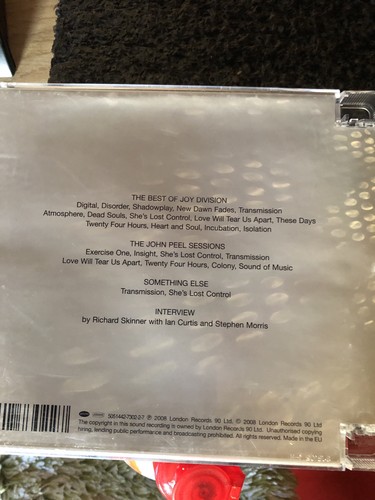 THE BEST OF JOY DIVISION
Digital, Disorder, Shadowplay, New Dawn Fades, Transmission
Atmosphere, Dead Souls, She's Lost Control, Love Will Tear Us Apart, These Days
Twenty Four Hours, Heart and Soul, Incubation, Isolation
THE JOHN PEEL SESSIONS
Exercise One, Insight, She's Lost Control, Transmission
Love Will Tear Us Apart, Twenty Four Hours, Colony, Sound of Music
SOMETHING ELSE
Transmission, She's Lost Control
INTERVIEW
by Richard Skinner with Ian Curtis and Stephen Morris
5051442-7302-2-7 ℗ 2008 London Records 90 Ltd. © 2008 London Records 90 Ltd
The copyright in this sound recording is owned by London Records 90 Ltd. Unauthorised copying
hiring, lending public performance and broadcasting prohibited. All rights reserved. Made in the EU